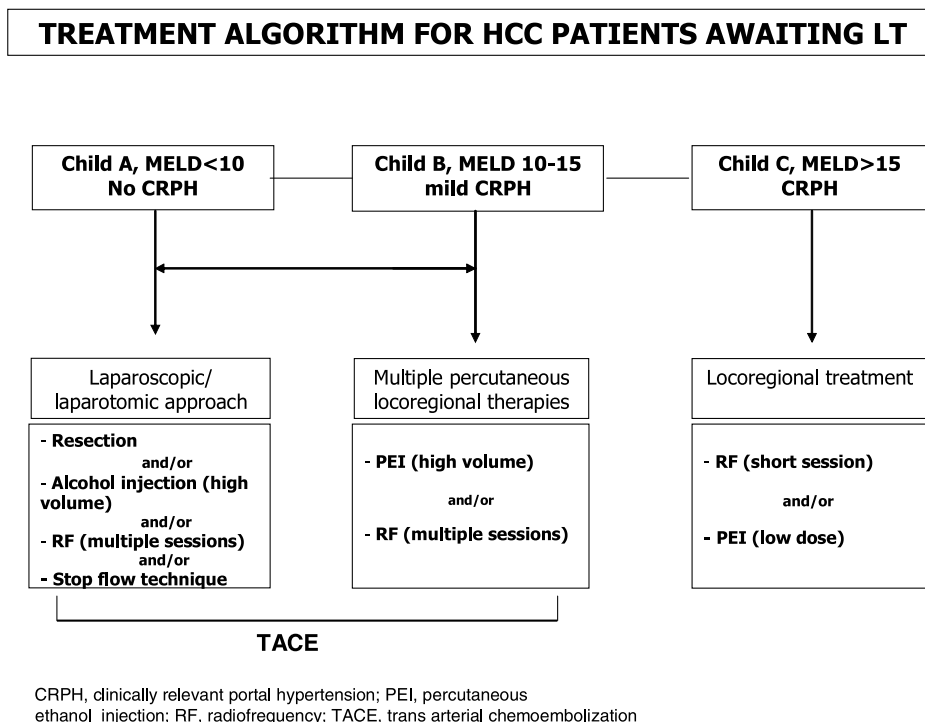 TREATMENT ALGORITHM FOR HCC PATIENTS AWAITING LT
Child A, MELD<10
No CRPH
Child B, MELD 10-15
mild CRPH
Child C, MELD>15
CRPH
Laparoscopic/
laparotomic approach
- Resection
and/or
- Alcohol injection (high
volume)
and/or
- RF (multiple sessions)
and/or
- Stop flow technique
Multiple percutaneous
locoregional therapies
- PEI (high volume)
and/or
- RF (multiple sessions)
Locoregional treatment
- RF (short session)
and/or
- PEI (low dose)
TACE
CRPH, clinically relevant portal hypertension; PEI, percutaneous
ethanol injection; RF, radiofrequency; TACE, trans arterial chemoembolization